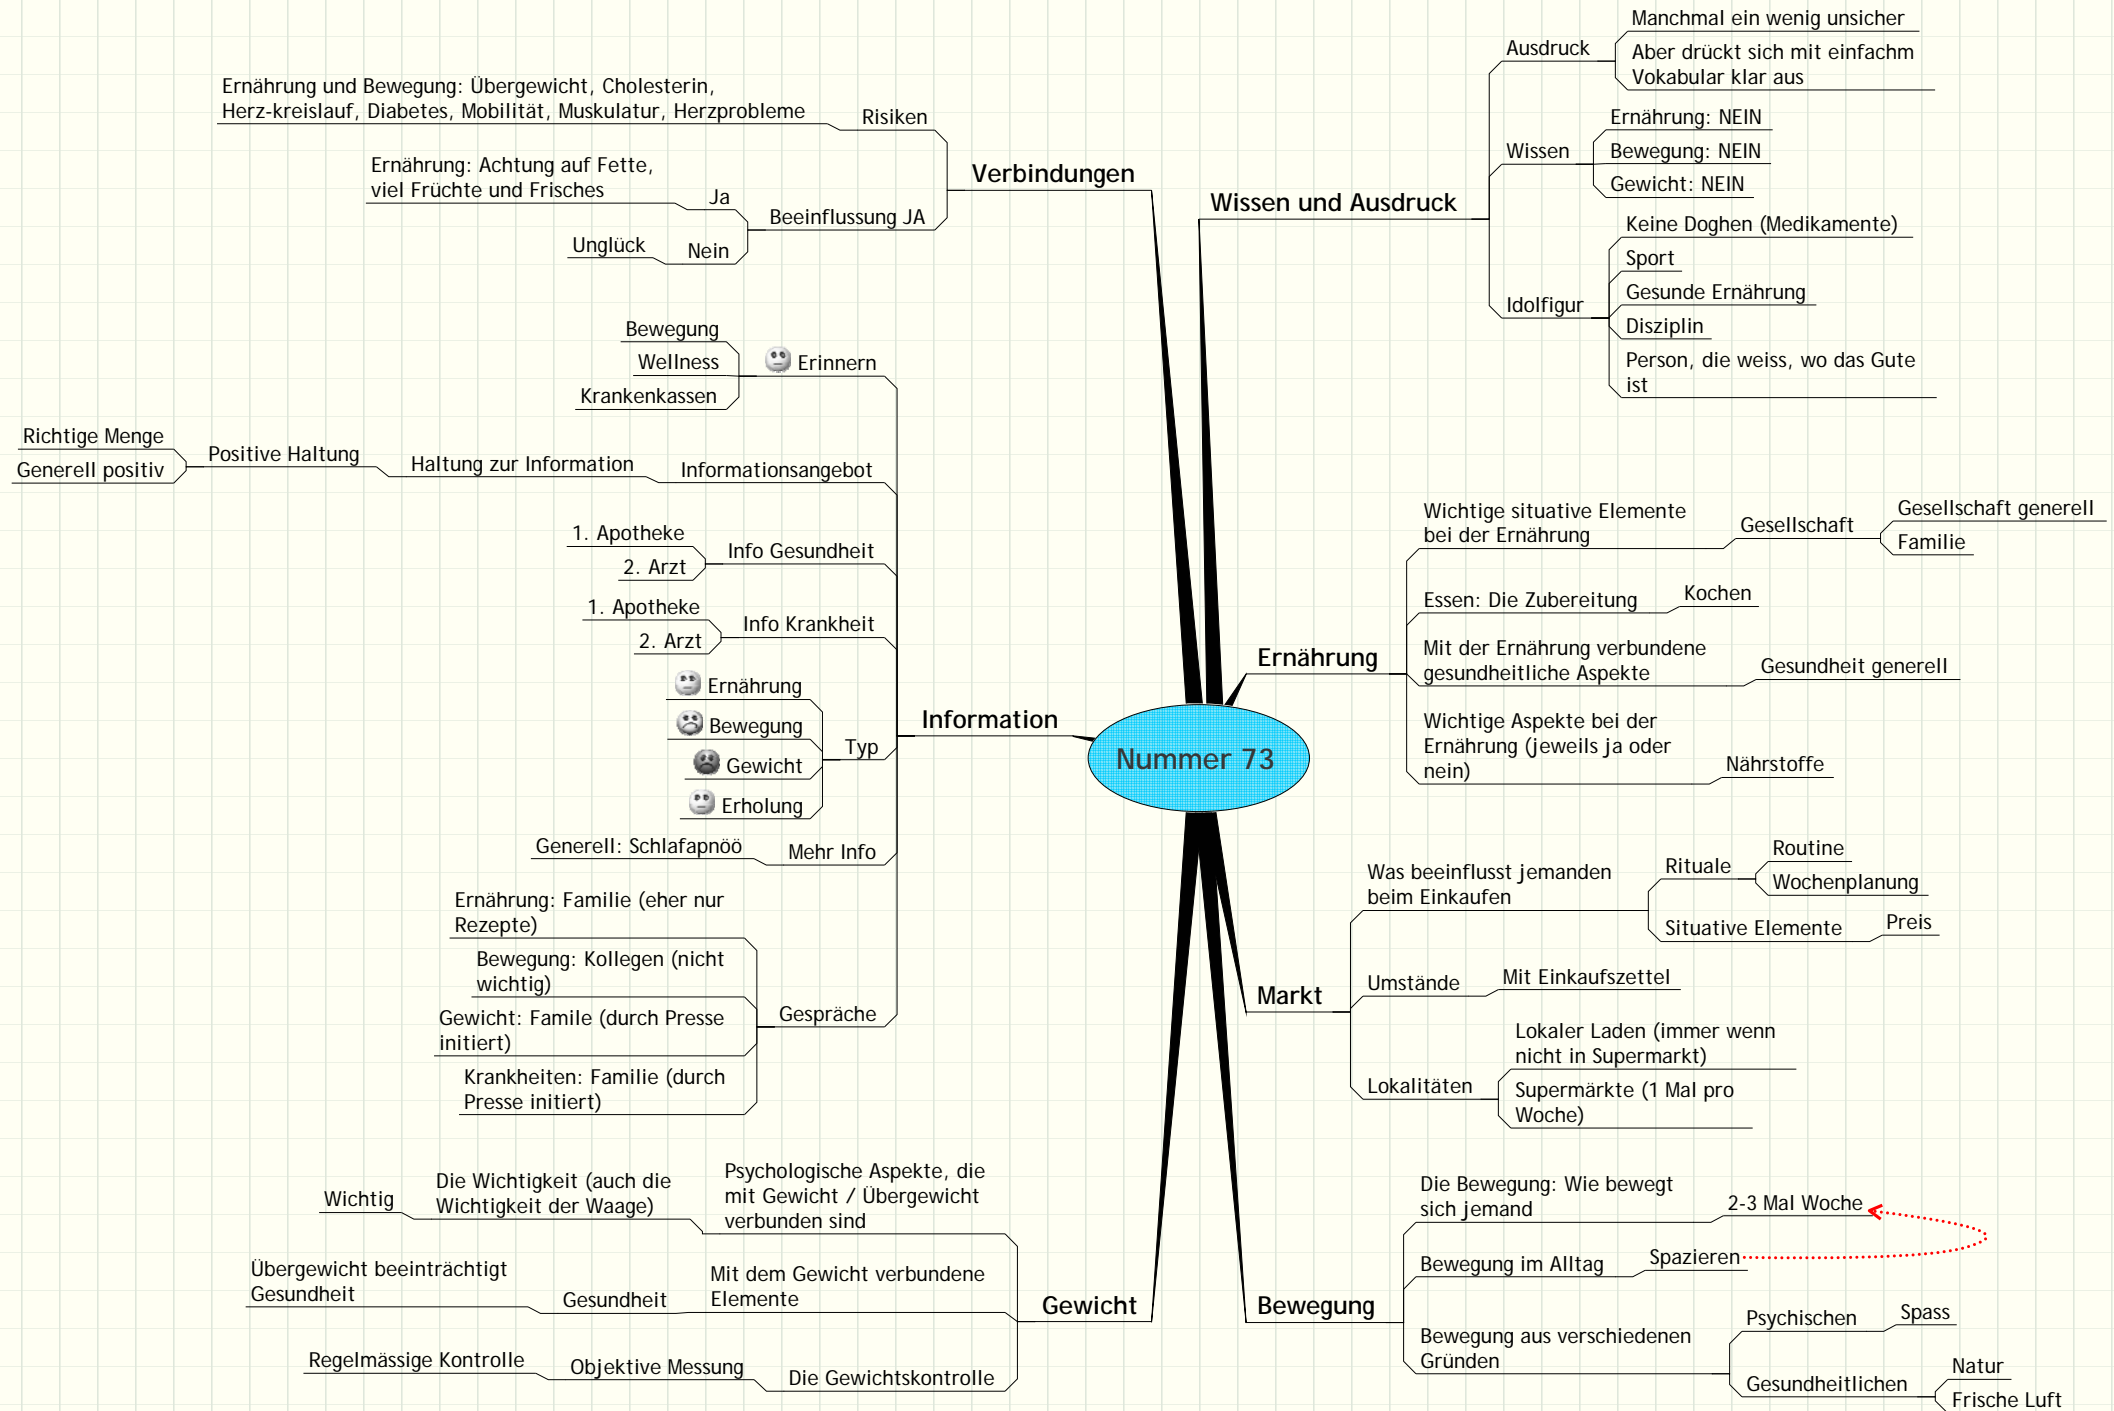 Nummer 73
Verbindungen
Risiken
Ernährung und Bewegung: Übergewicht, Cholesterin,
Herz-kreislauf, Diabetes, Mobilität, Muskulatur, Herzprobleme
Beeinflussung JA
Ja
Ernährung: Achtung auf Fette,
viel Früchte und Frisches
Nein
Unglück
Information
Erinnern
Bewegung
Wellness
Krankenkassen
Informationsangebot
Haltung zur Information
Positive Haltung
Richtige Menge
Generell positiv
Info Gesundheit
1. Apotheke
2. Arzt
Info Krankheit
1. Apotheke
2. Arzt
Typ
Ernährung
Bewegung
Gewicht
Erholung
Mehr Info
Generell: Schlafapnöö
Gespräche
Ernährung: Familie (eher nur
Rezepte)
Bewegung: Kollegen (nicht
wichtig)
Gewicht: Famile (durch Presse
initiert)
Krankheiten: Familie (durch
Presse initiert)
Gewicht
Psychologische Aspekte, die
mit Gewicht / Übergewicht
verbunden sind
Die Wichtigkeit (auch die
Wichtigkeit der Waage)
Wichtig
Mit dem Gewicht verbundene
Elemente
Gesundheit
Übergewicht beeinträchtigt
Gesundheit
Die Gewichtskontrolle
Objektive Messung
Regelmässige Kontrolle
Wissen und Ausdruck
Ausdruck
Manchmal ein wenig unsicher
Aber drückt sich mit einfachm
Vokabular klar aus
Wissen
Ernährung: NEIN
Bewegung: NEIN
Gewicht: NEIN
Idolfigur
Keine Doghen (Medikamente)
Sport
Gesunde Ernährung
Disziplin
Person, die weiss, wo das Gute
ist
Ernährung
Wichtige situative Elemente
bei der Ernährung
Gesellschaft
Gesellschaft generell
Familie
Essen: Die Zubereitung
Kochen
Mit der Ernährung verbundene
gesundheitliche Aspekte
Gesundheit generell
Wichtige Aspekte bei der
Ernährung (jeweils ja oder
nein)
Nährstoffe
Markt
Was beeinflusst jemanden
beim Einkaufen
Rituale
Routine
Wochenplanung
Situative Elemente
Preis
Umstände
Mit Einkaufszettel
Lokalitäten
Lokaler Laden (immer wenn
nicht in Supermarkt)
Supermärkte (1 Mal pro
Woche)
Bewegung
Die Bewegung: Wie bewegt
sich jemand
2-3 Mal Woche
Bewegung im Alltag
Spazieren
Bewegung aus verschiedenen
Gründen
Psychischen
Spass
Gesundheitlichen
Natur
Frische Luft